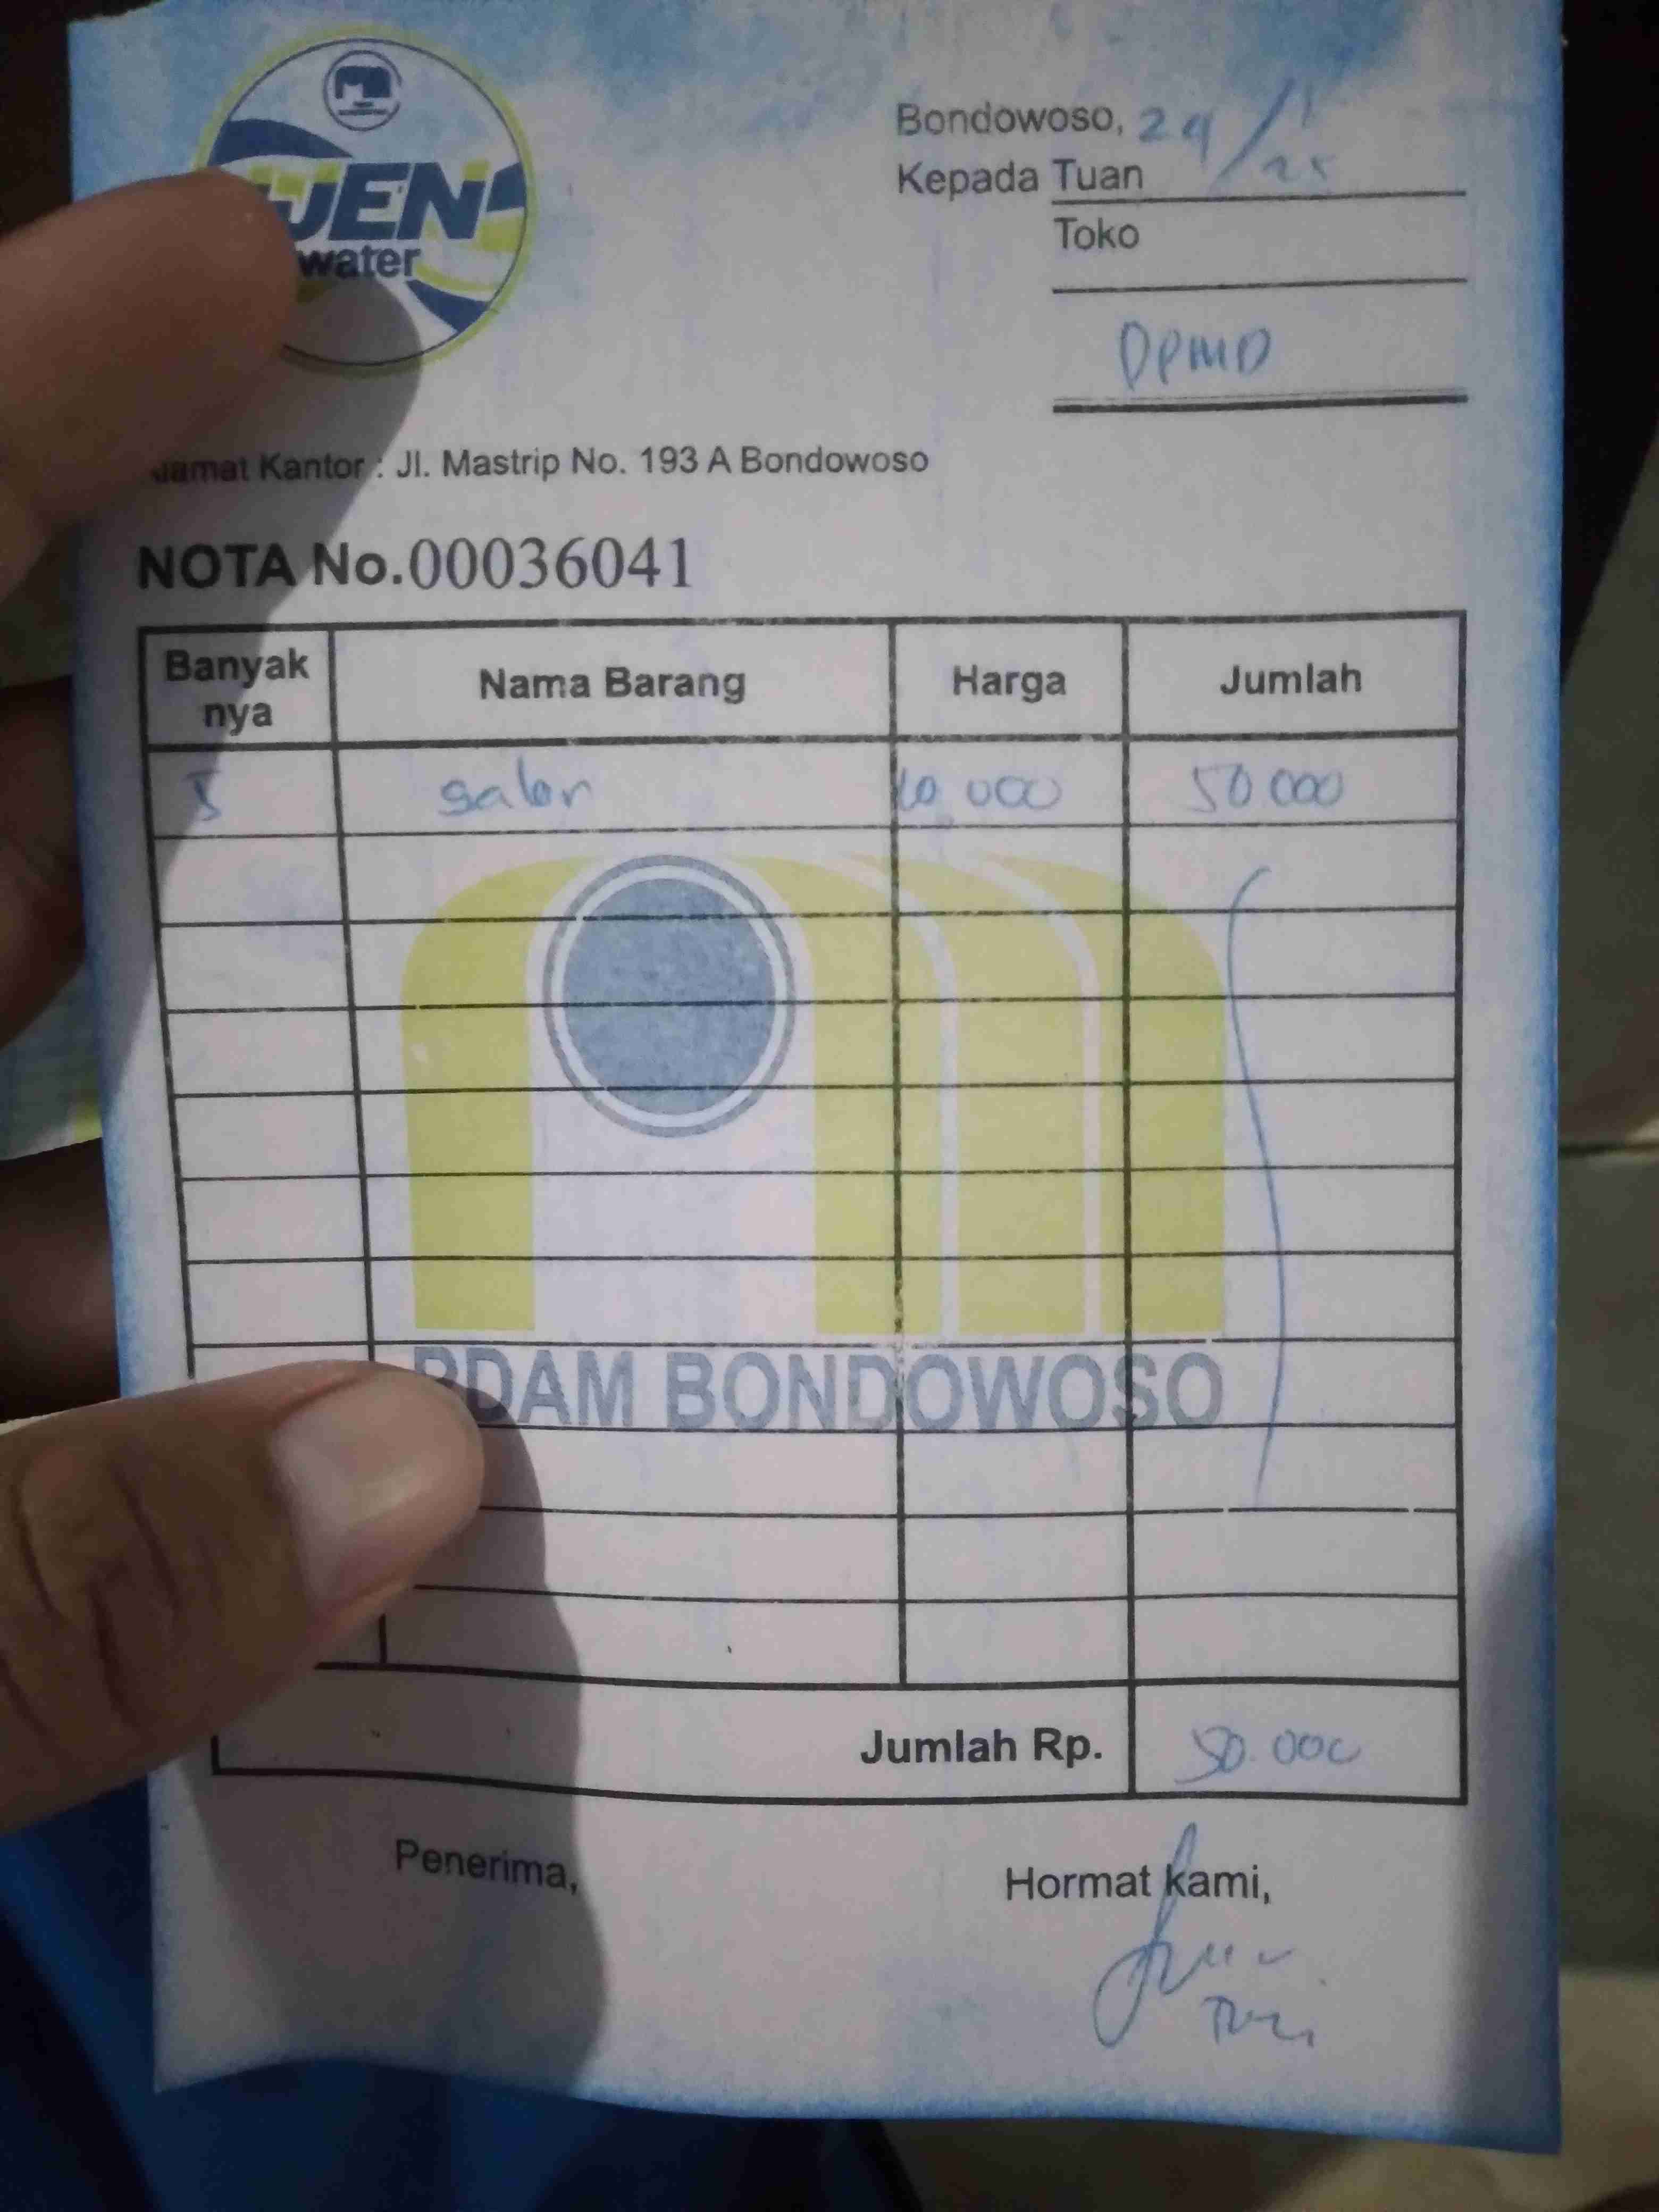 IJEN
water
Bondowoso, 24/1 25
Kepada Tuan
Toko
DPMD
Alamat Kantor : Jl. Mastrip No. 193 A Bondowoso
NOTA No.00036041
Banyak nya Nama Barang Harga Jumlah
5 galon 10.000 50 000
PDAM BONDOWOSO
Jumlah Rp. 50.000
Penerima,
Hormat kami,